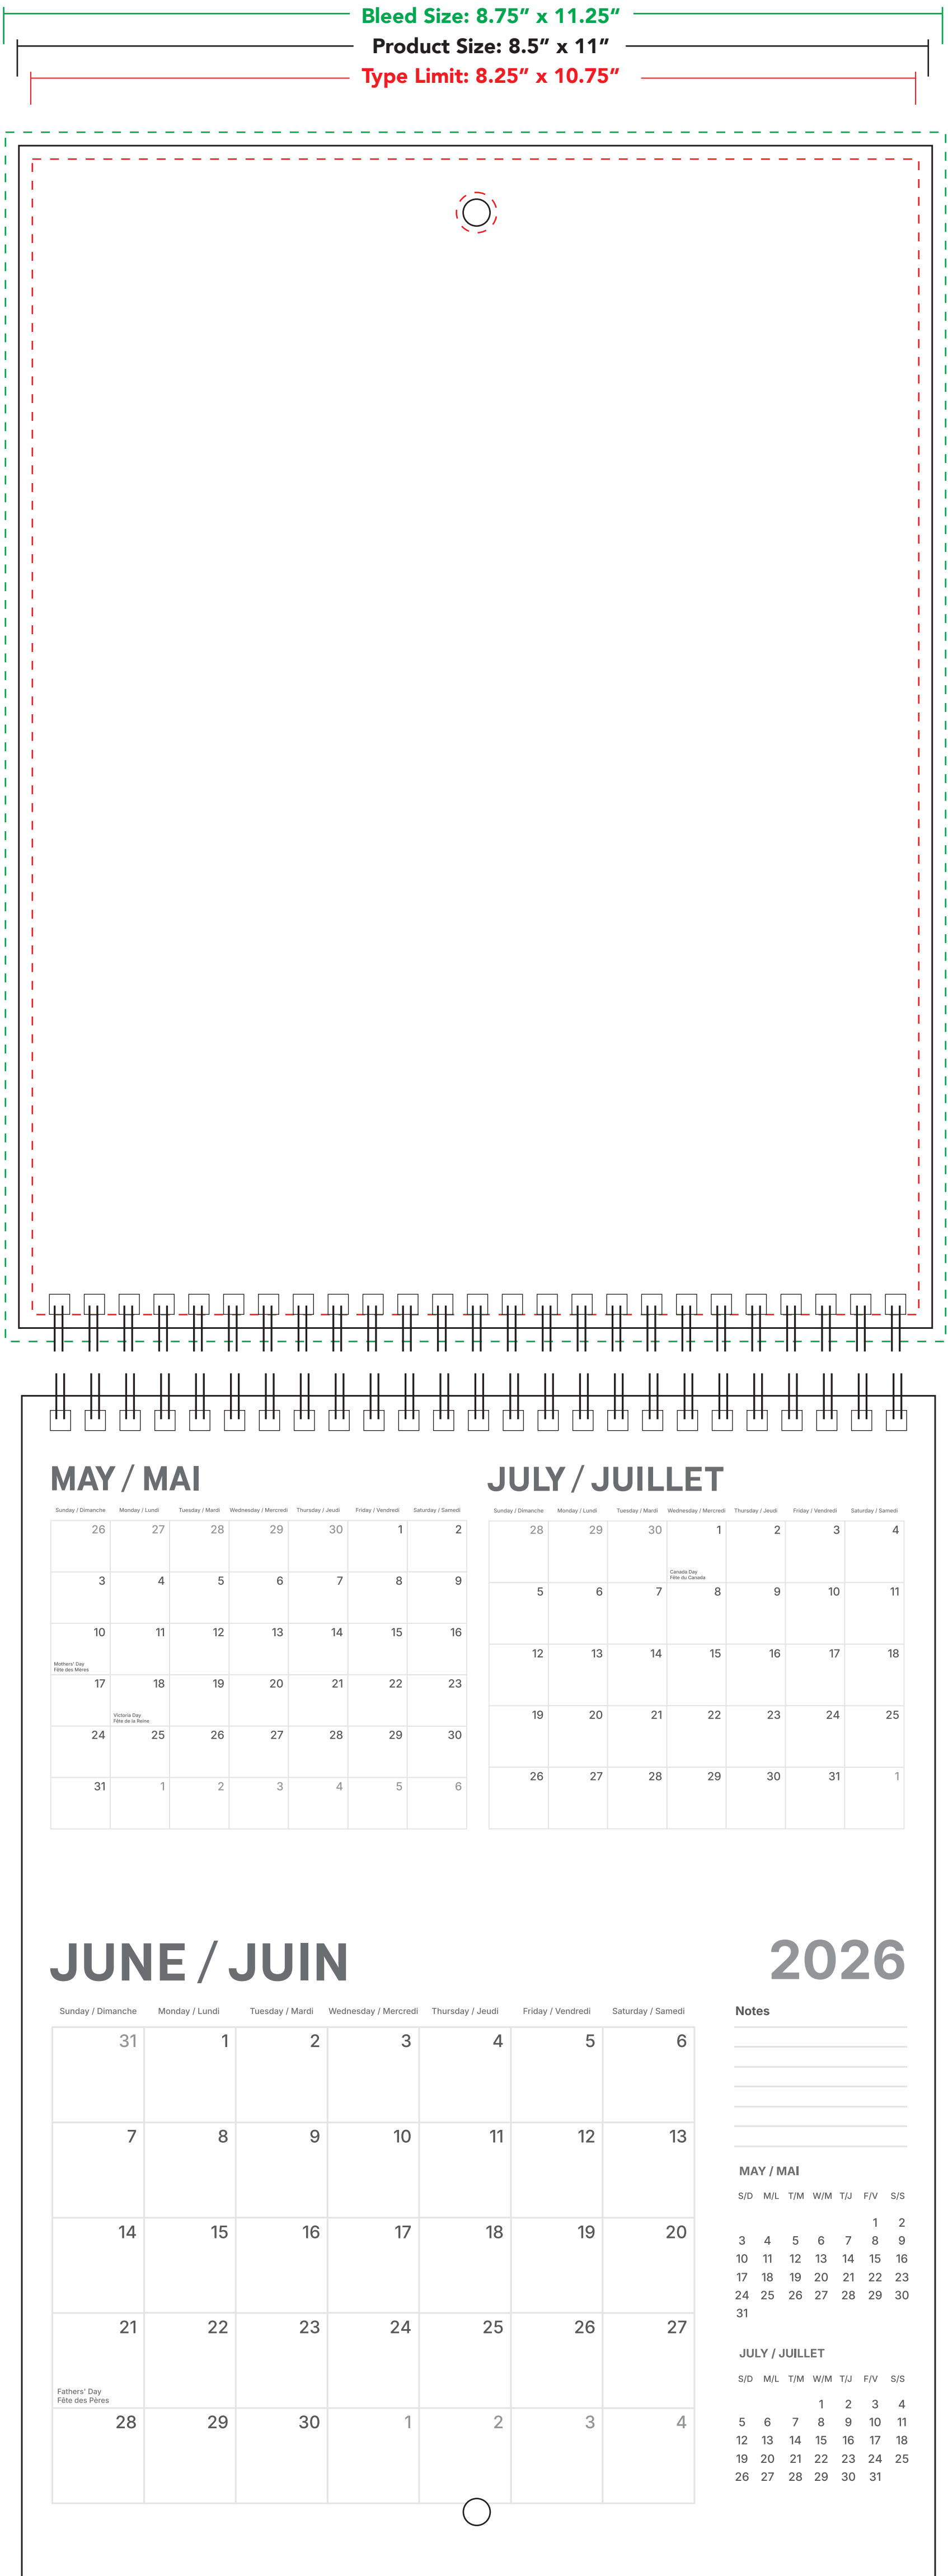 Bleed Size: 8.75” x 11.25”
Product Size: 8.5” x 11”
Type Limit: 8.25” x 10.75”
MAY / MAI
Sunday / Dimanche Monday / Lundi Tuesday / Mardi Wednesday / Mercredi Thursday / Jeudi Friday / Vendredi Saturday / Samedi
26 27 28 29 30 1 2
3 4 5 6 7 8 9
10 11 12 13 14 15 16
Mothers' Day
Fête des Mères
17 18 19 20 21 22 23
Victoria Day
Fête de la Reine
24 25 26 27 28 29 30
31 1 2 3 4 5 6
JULY / JUILLET
Sunday / Dimanche Monday / Lundi Tuesday / Mardi Wednesday / Mercredi Thursday / Jeudi Friday / Vendredi Saturday / Samedi
28 29 30 1 2 3 4
Canada Day
Fête du Canada
5 6 7 8 9 10 11
12 13 14 15 16 17 18
19 20 21 22 23 24 25
26 27 28 29 30 31 1
JUNE / JUIN
2026
Sunday / Dimanche Monday / Lundi Tuesday / Mardi Wednesday / Mercredi Thursday / Jeudi Friday / Vendredi Saturday / Samedi
31 1 2 3 4 5 6
7 8 9 10 11 12 13
14 15 16 17 18 19 20
21 22 23 24 25 26 27
Fathers' Day
Fête des Pères
28 29 30 1 2 3 4
Notes
MAY / MAI
S/D M/L T/M W/M T/J F/V S/S
1 2
3 4 5 6 7 8 9
10 11 12 13 14 15 16
17 18 19 20 21 22 23
24 25 26 27 28 29 30
31
JULY / JUILLET
S/D M/L T/M W/M T/J F/V S/S
1 2 3 4
5 6 7 8 9 10 11
12 13 14 15 16 17 18
19 20 21 22 23 24 25
26 27 28 29 30 31